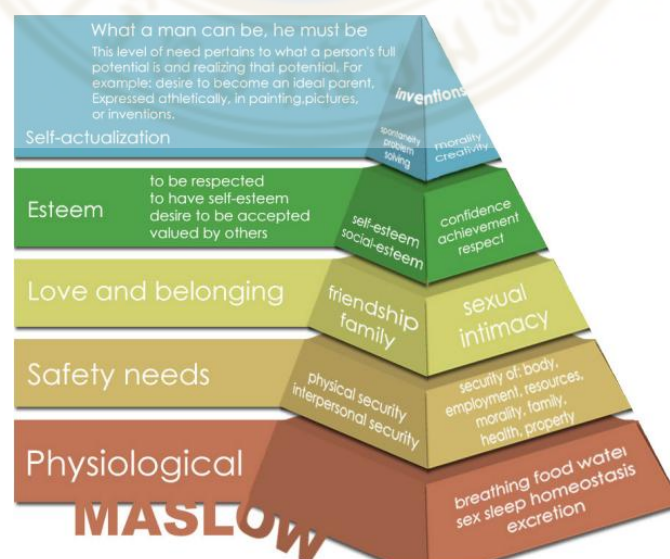 What a man can be, he must be
This level of need pertains to what a person's full
potential is and realizing that potential. For
example: desire to become an ideal parent.
Expressed athletically, in painting,pictures,
or inventions.
Self-actualization
inventions
spontaneity
problem
solving
morality
creativity
Esteem
to be respected
to have self-esteem
desire to be accepted
valued by others
self-esteem
social-esteem
confidence
achievement
respect
Love and belonging
friendship
family
sexual
intimacy
Safety needs
physical security
interpersonal security
security of: body,
employment, resources,
morality, family,
health, property
Physiological
breathing food water
sex sleep homeostasis
excretion
MASLOW